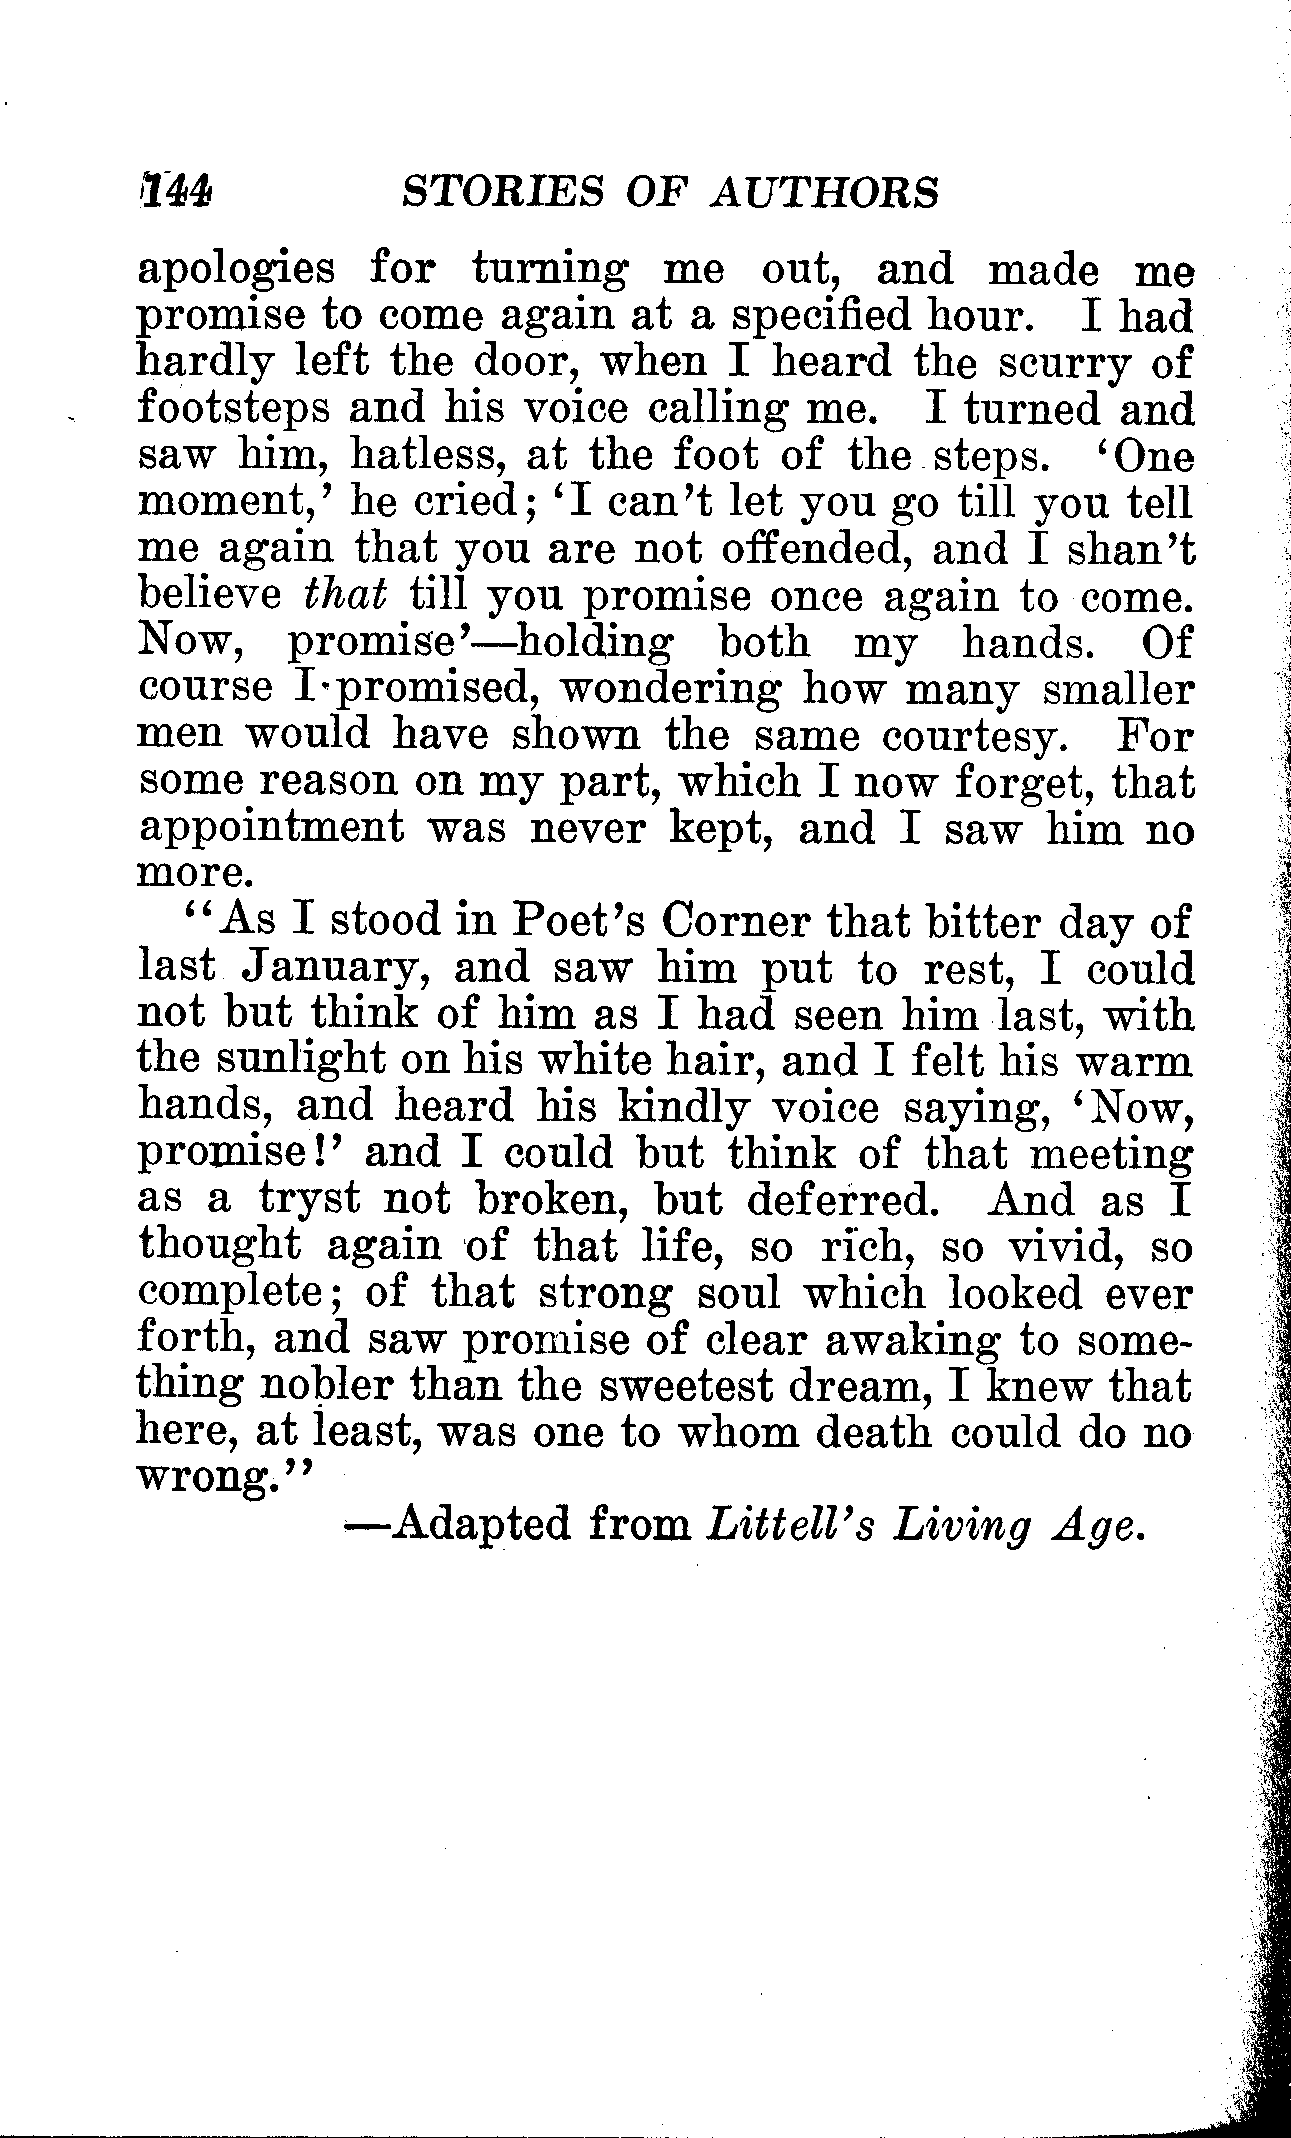 144 STORIES OF AUTHORS
apologies for turning me out, and made me
promise to come again at a specified hour. I had
hardly left the door, when I heard the scurry of
footsteps and his voice calling me. I turned and
saw him, hatless, at the foot of the steps. 'One
moment,' he cried; 'I can't let you go till you tell
me again that you are not offended, and I shan't
believe that till you promise once again to come.
Now, promise'—holding both my hands. Of
course I promised, wondering how many smaller
men would have shown the same courtesy. For
some reason on my part, which I now forget, that
appointment was never kept, and I saw him no
more.
"As I stood in Poet's Corner that bitter day of
last January, and saw him put to rest, I could
not but think of him as I had seen him last, with
the sunlight on his white hair, and I felt his warm
hands, and heard his kindly voice saying, 'Now,
promise!' and I could but think of that meeting
as a tryst not broken, but deferred. And as I
thought again of that life, so rich, so vivid, so
complete; of that strong soul which looked ever
forth, and saw promise of clear awaking to some-
thing nobler than the sweetest dream, I knew that
here, at least, was one to whom death could do no
wrong."
—Adapted from Littell's Living Age.